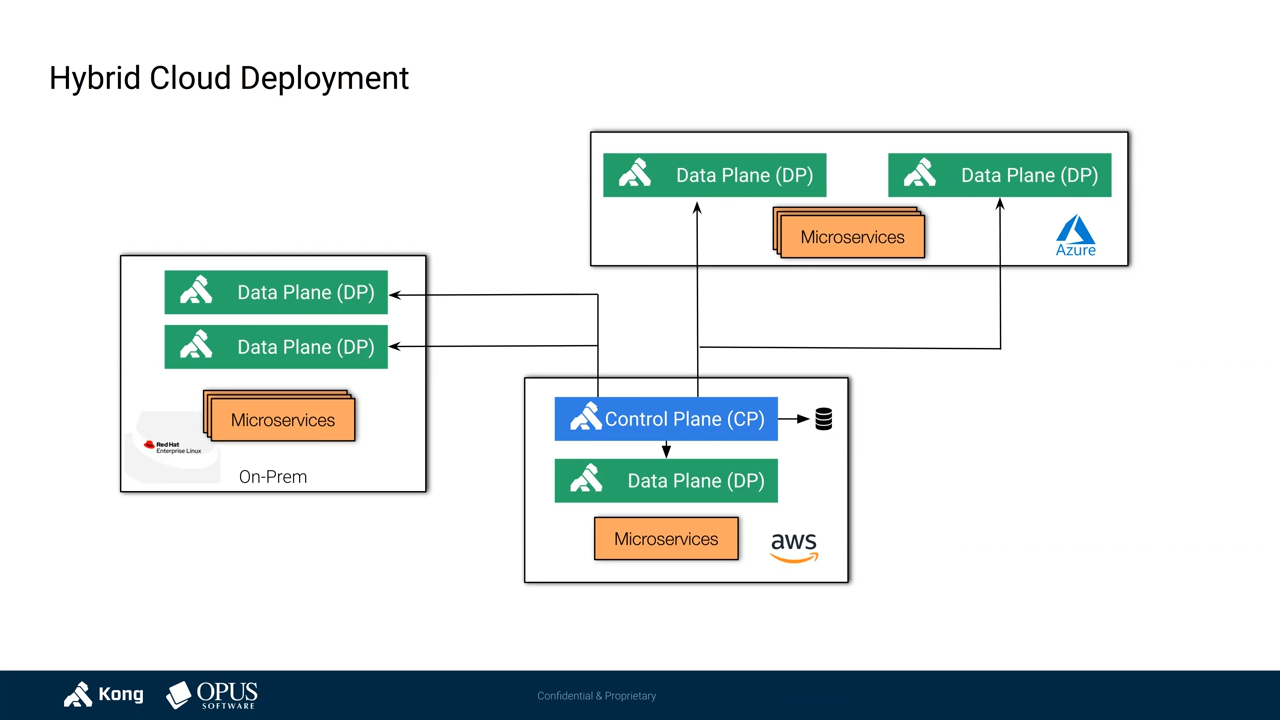 Hybrid Cloud Deployment
Data Plane (DP)
Data Plane (DP)
Microservices
Azure
Data Plane (DP)
Data Plane (DP)
Microservices
Red Hat
Enterprise Linux
On-Prem
Control Plane (CP)
Data Plane (DP)
Microservices
aws
Kong
OPUS
SOFTWARE
Confidential & Proprietary